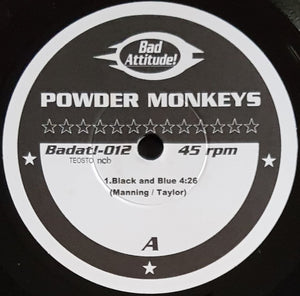 Bad
Attitude!
POWDER MONKEYS
Badat!-012 45 rpm
TEOSTO ncb
1.Black and Blue 4:26
(Manning / Taylor)
A